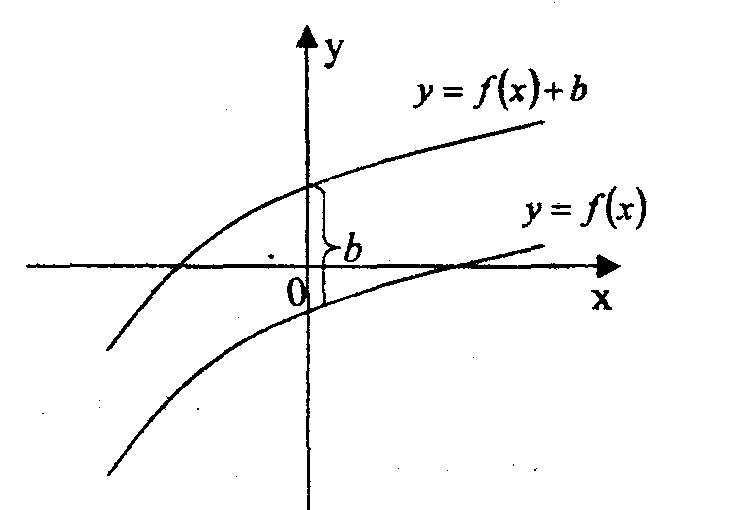 y
y = f(x) + b
y = f(x)
b
0
x